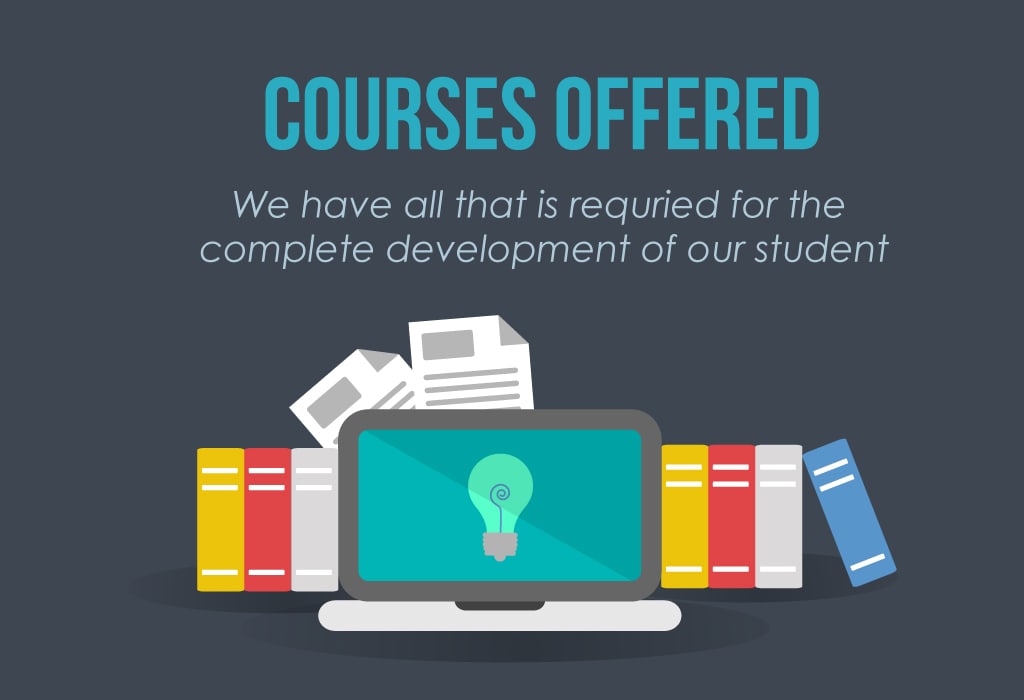 COURSES OFFERED
We have all that is requried for the
complete development of our student